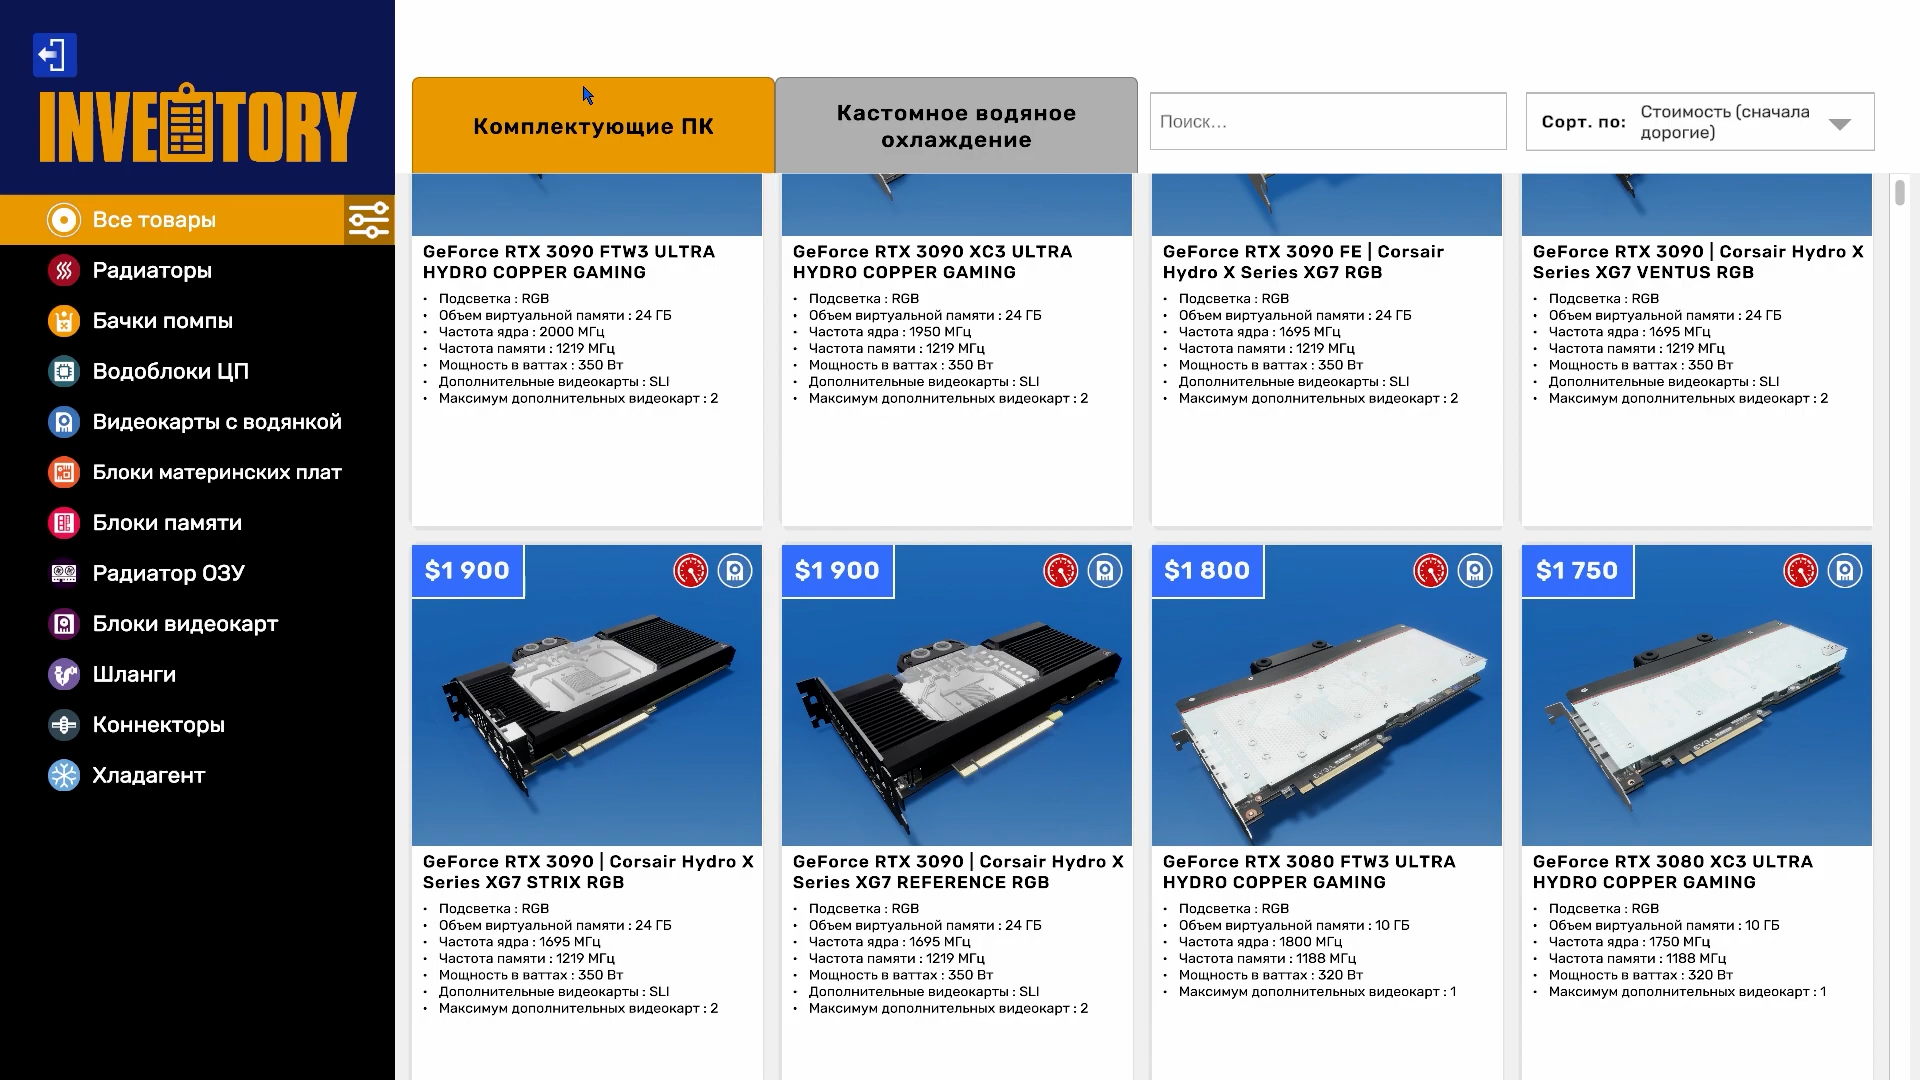 INVENTORY
Все товары
Радиаторы
Бачки помпы
Водоблоки ЦП
Видеокарты с водянкой
Блоки материнских плат
Блоки памяти
Радиатор ОЗУ
Блоки видеокарт
Шланги
Коннекторы
Хладагент
Комплектующие ПК
Кастомное водяное
охлаждение
Поиск...
Сорт. по:
Стоимость (сначала
дорогие)
GeForce RTX 3090 FTW3 ULTRA
HYDRO COPPER GAMING
• Подсветка : RGB
• Объем виртуальной памяти : 24 ГБ
• Частота ядра : 2000 МГц
• Частота памяти : 1219 МГц
• Мощность в ваттах : 350 Вт
• Дополнительные видеокарты : SLI
• Максимум дополнительных видеокарт : 2
GeForce RTX 3090 XC3 ULTRA
HYDRO COPPER GAMING
• Подсветка : RGB
• Объем виртуальной памяти : 24 ГБ
• Частота ядра : 1950 МГц
• Частота памяти : 1219 МГц
• Мощность в ваттах : 350 Вт
• Дополнительные видеокарты : SLI
• Максимум дополнительных видеокарт : 2
GeForce RTX 3090 FE | Corsair
Hydro X Series XG7 RGB
• Подсветка : RGB
• Объем виртуальной памяти : 24 ГБ
• Частота ядра : 1695 МГц
• Частота памяти : 1219 МГц
• Мощность в ваттах : 350 Вт
• Дополнительные видеокарты : SLI
• Максимум дополнительных видеокарт : 2
GeForce RTX 3090 | Corsair Hydro X
Series XG7 VENTUS RGB
• Подсветка : RGB
• Объем виртуальной памяти : 24 ГБ
• Частота ядра : 1695 МГц
• Частота памяти : 1219 МГц
• Мощность в ваттах : 350 Вт
• Дополнительные видеокарты : SLI
• Максимум дополнительных видеокарт : 2
$1 900
GeForce RTX 3090 | Corsair Hydro X
Series XG7 STRIX RGB
• Подсветка : RGB
• Объем виртуальной памяти : 24 ГБ
• Частота ядра : 1695 МГц
• Частота памяти : 1219 МГц
• Мощность в ваттах : 350 Вт
• Дополнительные видеокарты : SLI
• Максимум дополнительных видеокарт : 2
$1 900
GeForce RTX 3090 | Corsair Hydro X
Series XG7 REFERENCE RGB
• Подсветка : RGB
• Объем виртуальной памяти : 24 ГБ
• Частота ядра : 1695 МГц
• Частота памяти : 1219 МГц
• Мощность в ваттах : 350 Вт
• Дополнительные видеокарты : SLI
• Максимум дополнительных видеокарт : 2
$1 800
EVGA
GeForce RTX 3080 FTW3 ULTRA
HYDRO COPPER GAMING
• Подсветка : RGB
• Объем виртуальной памяти : 10 ГБ
• Частота ядра : 1800 МГц
• Частота памяти : 1188 МГц
• Мощность в ваттах : 320 Вт
• Максимум дополнительных видеокарт : 1
$1 750
EVGA
GeForce RTX 3080 XC3 ULTRA
HYDRO COPPER GAMING
• Подсветка : RGB
• Объем виртуальной памяти : 10 ГБ
• Частота ядра : 1750 МГц
• Частота памяти : 1188 МГц
• Мощность в ваттах : 320 Вт
• Максимум дополнительных видеокарт : 1